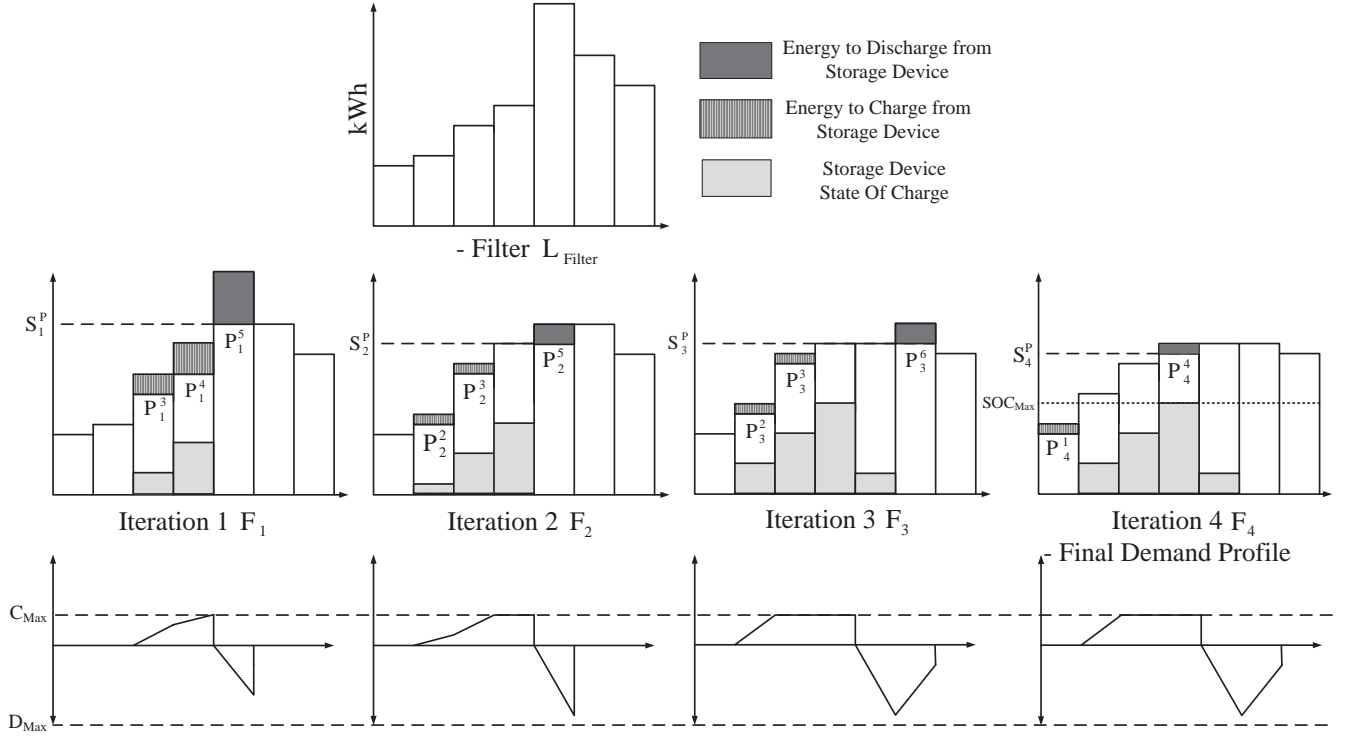 kWh
Energy to Discharge from
Storage Device
Energy to Charge from
Storage Device
Storage Device
State Of Charge
- Filter L Filter
S₁ᴾ
P₁³
P₁⁴
P₁⁵
Iteration 1 F₁
S₂ᴾ
P₂²
P₂³
P₂⁵
Iteration 2 F₂
S₃ᴾ
P₃²
P₃³
P₃⁶
Iteration 3 F₃
S₄ᴾ
SOCMax
P₄¹
P₄⁴
Iteration 4 F₄
- Final Demand Profile
CMax
DMax